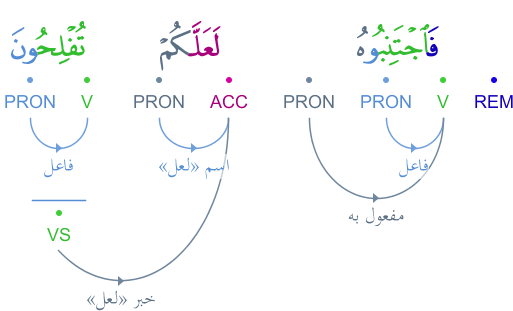 فَٱجْتَنِبُوهُ لَعَلَّكُمْ تُفْلِحُونَ
REM V PRON PRON ACC PRON V PRON
فاعل اسم «لعل» فاعل
VS
مفعول به
خبر «لعل»